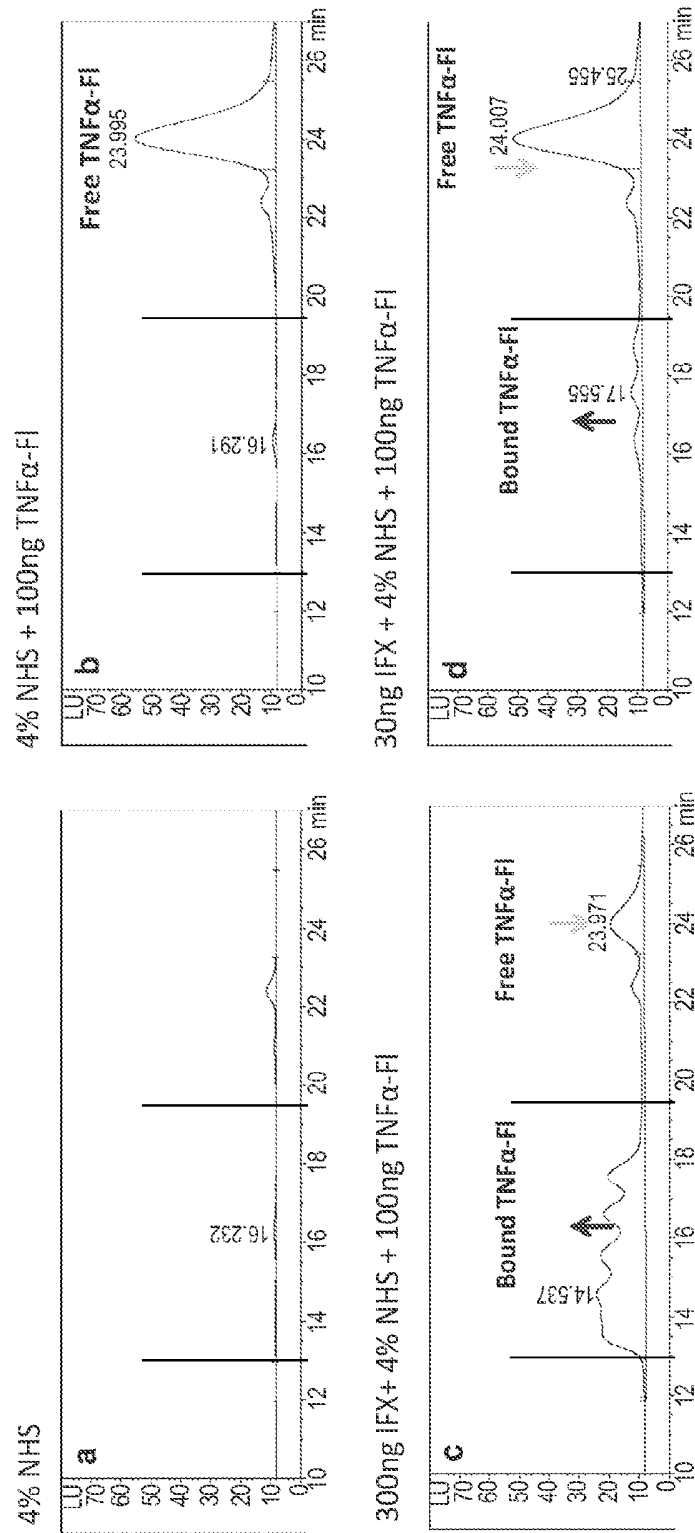 4% NHS
a
LU
70
60
50
40
30
20
10
0
16.232
10 12 14 16 18 20 22 24 26 min
4% NHS + 100ng TNFα-Fl
b
Free TNFα-Fl
23.995
LU
70
60
50
40
30
20
10
0
16.291
10 12 14 16 18 20 22 24 26 min
300ng IFX+ 4% NHS + 100ng TNFα-Fl
c
Bound TNFα-Fl
Free TNFα-Fl
LU
70
60
50
40
30
20
10
0
14.537
23.971
10 12 14 16 18 20 22 24 26 min
30ng IFX + 4% NHS + 100ng TNFα-Fl
d
Bound TNFα-Fl
Free TNFα-Fl
LU
70
60
50
40
30
20
10
0
17.555
24.007
25.455
10 12 14 16 18 20 22 24 26 min